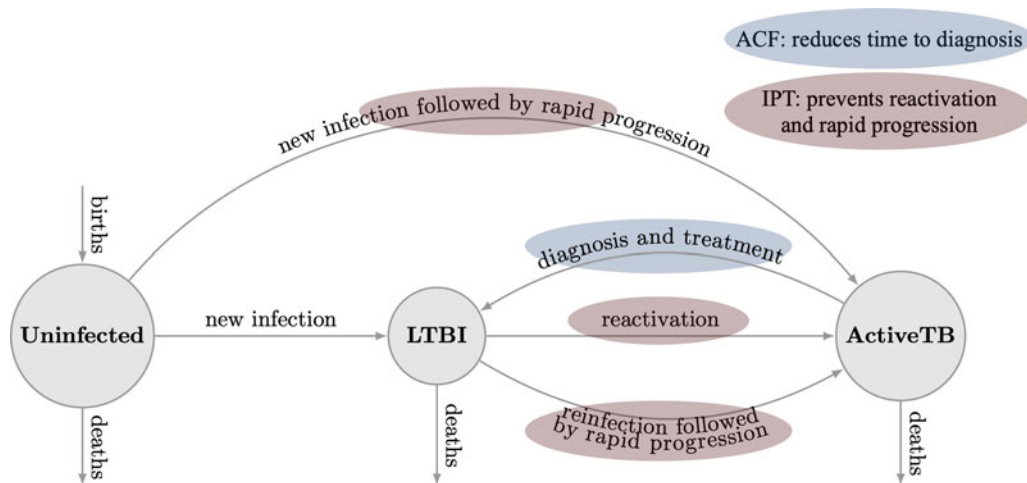 ACF: reduces time to diagnosis
IPT: prevents reactivation
and rapid progression
new infection followed by rapid progression
births
diagnosis and treatment
Uninfected
new infection
LTBI
reactivation
ActiveTB
reinfection followed
by rapid progression
deaths
deaths
deaths